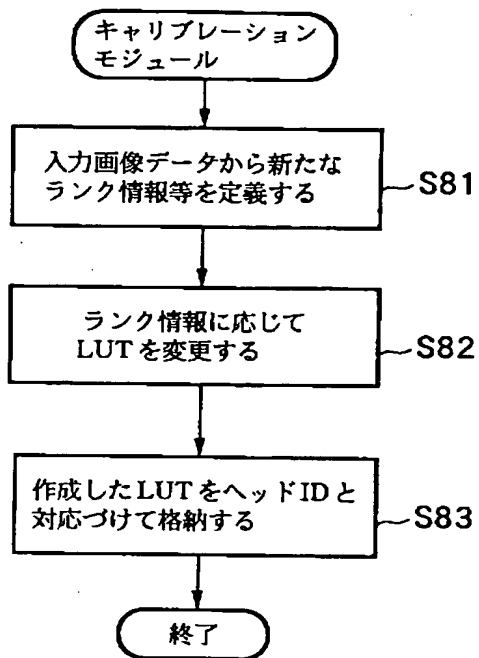 キャリブレーション
モジュール
入力画像データから新たな
ランク情報等を定義する
S81
ランク情報に応じて
LUTを変更する
S82
作成したLUTをヘッドIDと
対応づけて格納する
S83
終了